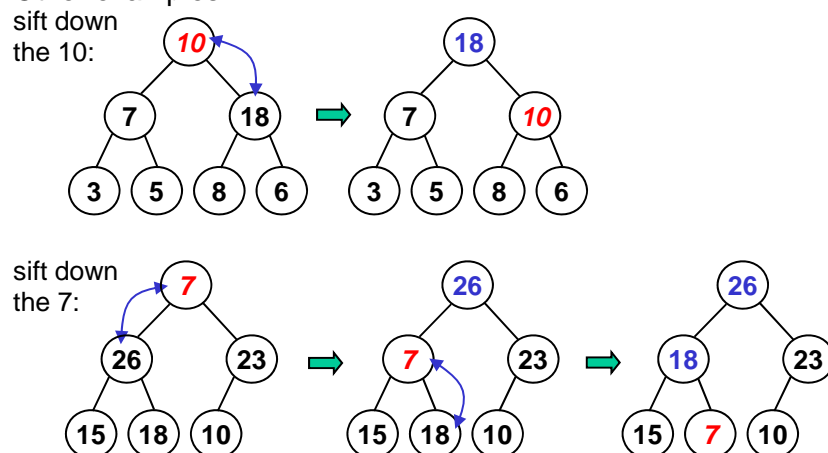 sift down
the 10:
10 18
7 18 7 10
3 5 8 6 3 5 8 6
sift down
the 7:
7 26 26
26 23 7 23 18 23
15 18 10 15 18 10 15 7 10